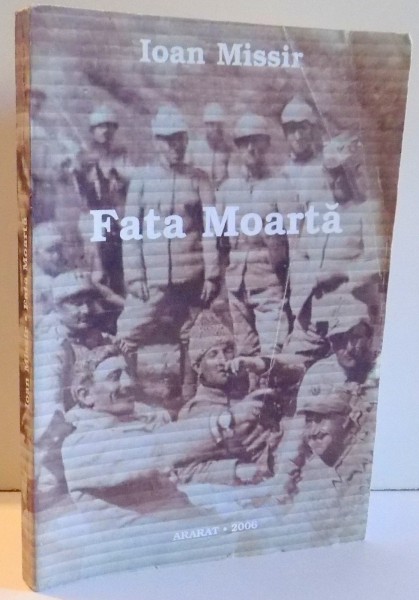 Ioan Missir
Fata Moartă
ARARAT • 2006
Ioan Missir • Fata Moartă